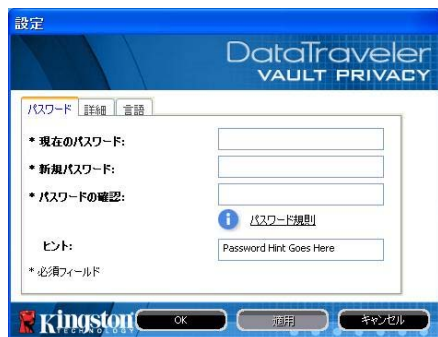 設定
DataTraveler
VAULT PRIVACY
パスワード 詳細 言語
* 現在のパスワード:
* 新規パスワード:
* パスワードの確認:
i パスワード規則
ヒント: Password Hint Goes Here
* 必須フィールド
Kingston OK 適用 キャンセル
TECHNOLOGY